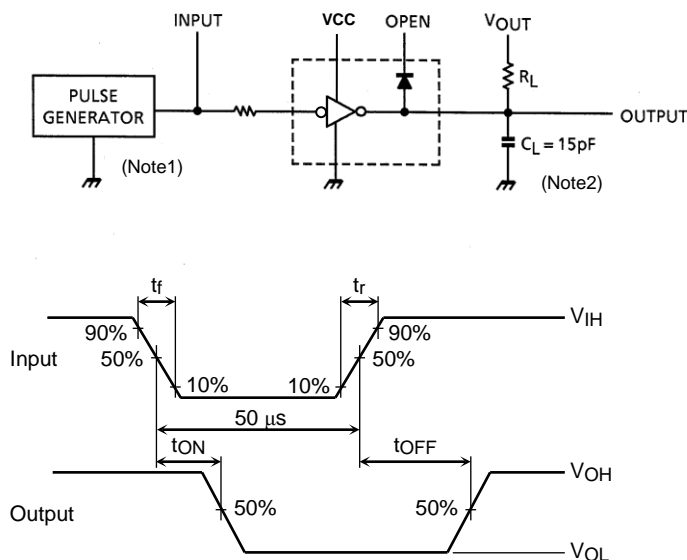 INPUT
VCC
OPEN
VOUT
PULSE
GENERATOR
RL
OUTPUT
CL = 15pF
(Note1)
(Note2)
tf
tr
VIH
90%
90%
Input
50%
50%
10%
10%
50 μs
tON
tOFF
VOH
50%
50%
Output
VOL